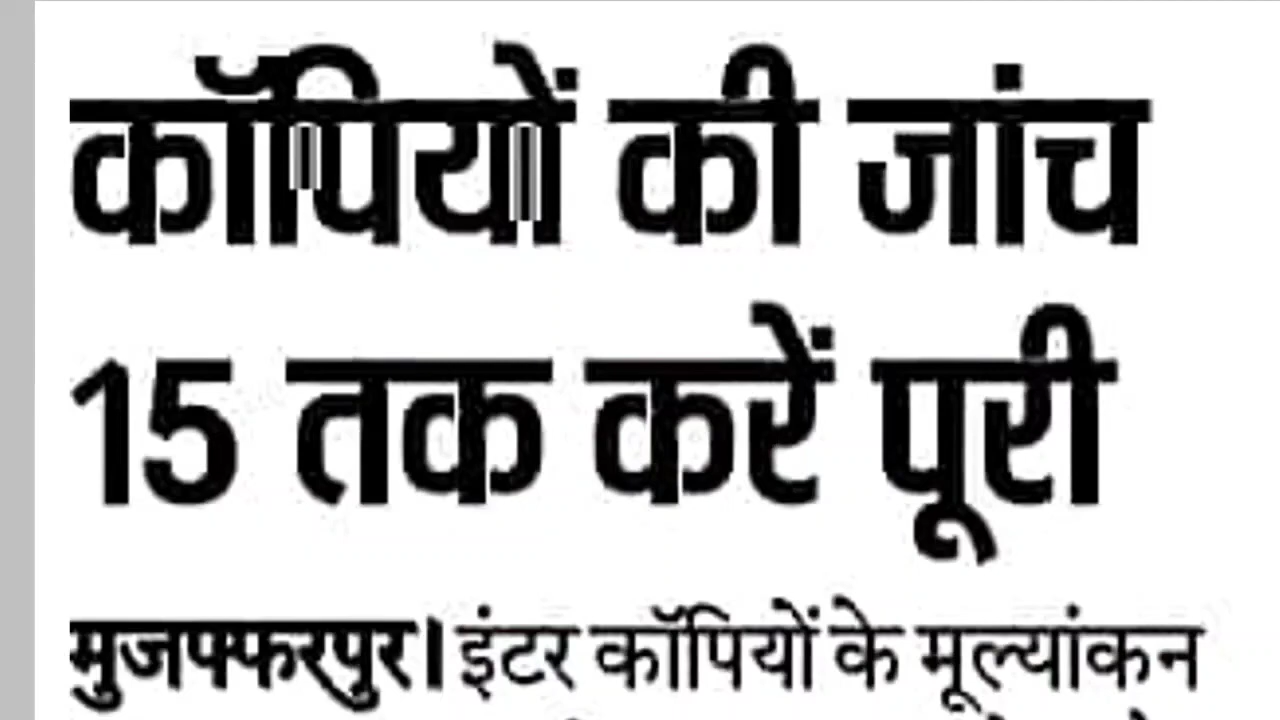 कॉपियों की जांच
15 तक करें पूरी
मुजफ्फरपुर। इंटर कॉपियों के मूल्यांकन